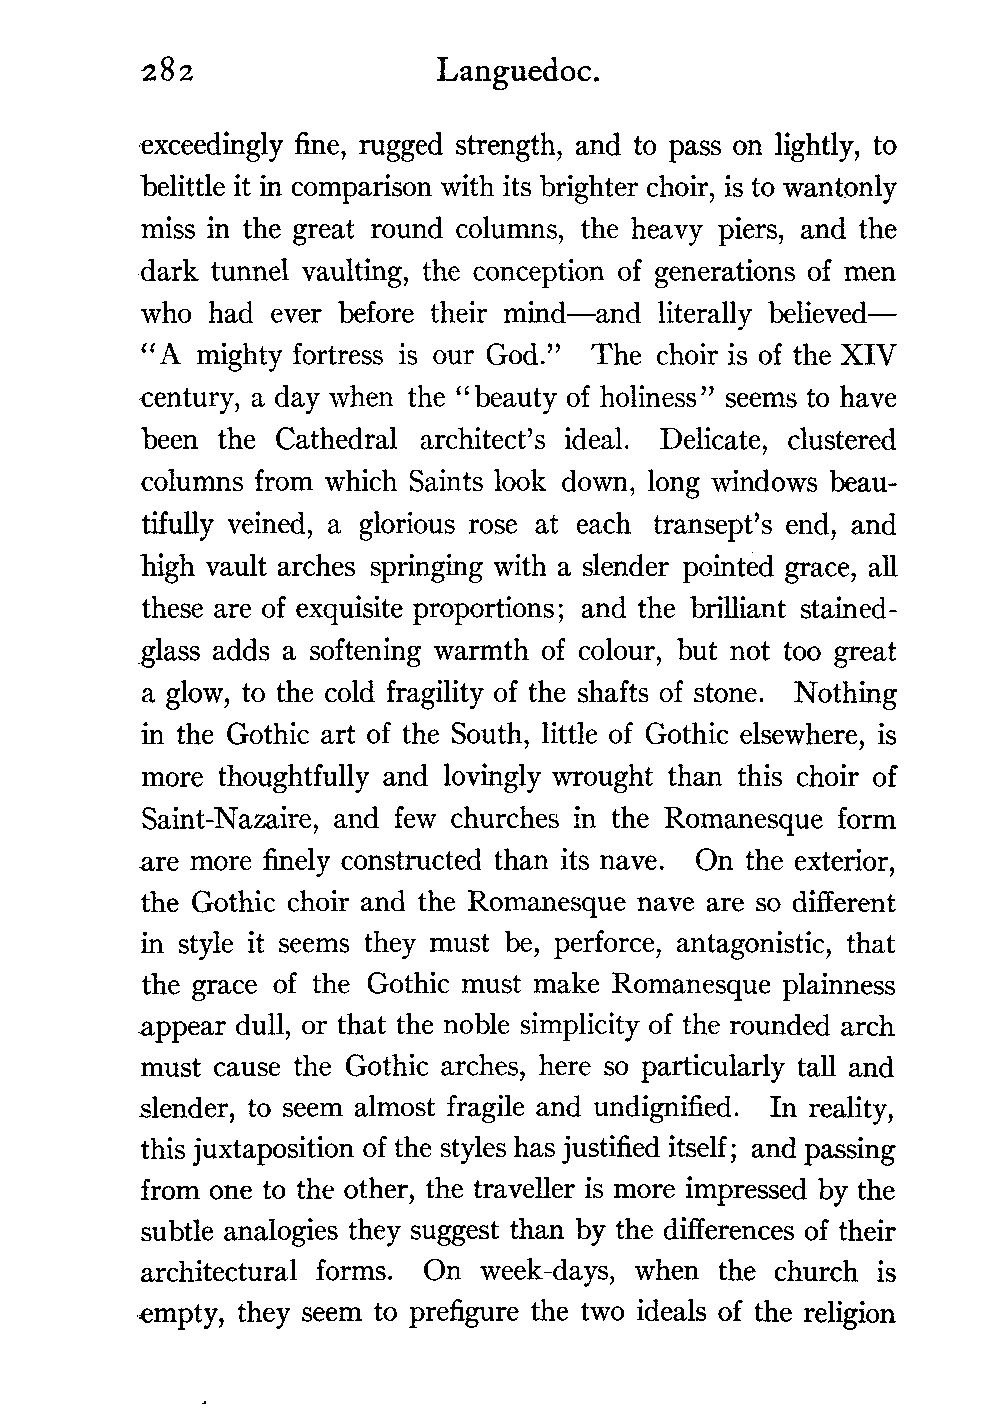 282 Languedoc.
exceedingly fine, rugged strength, and to pass on lightly, to
belittle it in comparison with its brighter choir, is to wantonly
miss in the great round columns, the heavy piers, and the
dark tunnel vaulting, the conception of generations of men
who had ever before their mind—and literally believed—
“A mighty fortress is our God.” The choir is of the XIV
century, a day when the “beauty of holiness” seems to have
been the Cathedral architect’s ideal. Delicate, clustered
columns from which Saints look down, long windows beau-
tifully veined, a glorious rose at each transept’s end, and
high vault arches springing with a slender pointed grace, all
these are of exquisite proportions; and the brilliant stained-
glass adds a softening warmth of colour, but not too great
a glow, to the cold fragility of the shafts of stone. Nothing
in the Gothic art of the South, little of Gothic elsewhere, is
more thoughtfully and lovingly wrought than this choir of
Saint-Nazaire, and few churches in the Romanesque form
are more finely constructed than its nave. On the exterior,
the Gothic choir and the Romanesque nave are so different
in style it seems they must be, perforce, antagonistic, that
the grace of the Gothic must make Romanesque plainness
appear dull, or that the noble simplicity of the rounded arch
must cause the Gothic arches, here so particularly tall and
slender, to seem almost fragile and undignified. In reality,
this juxtaposition of the styles has justified itself; and passing
from one to the other, the traveller is more impressed by the
subtle analogies they suggest than by the differences of their
architectural forms. On week-days, when the church is
empty, they seem to prefigure the two ideals of the religion